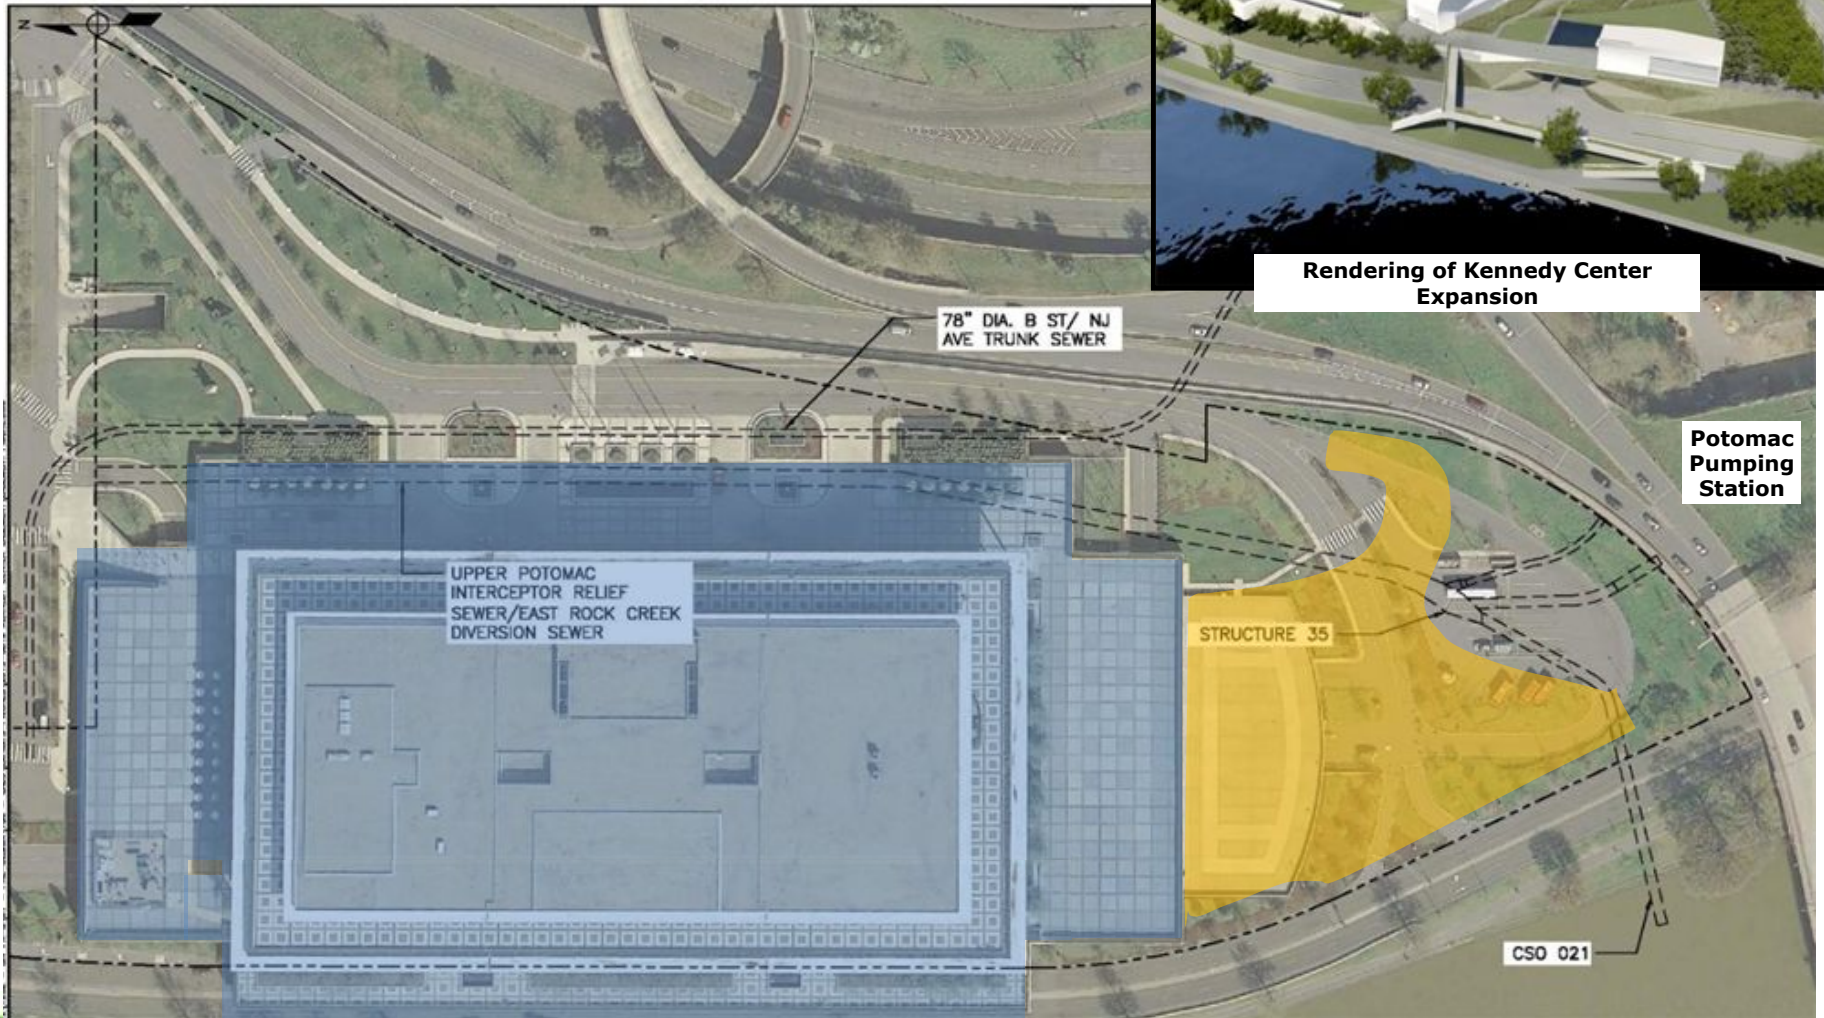 N
Rendering of Kennedy Center
Expansion
78" DIA. B ST/ NJ
AVE TRUNK SEWER
Potomac
Pumping
Station
UPPER POTOMAC
INTERCEPTOR RELIEF
SEWER/EAST ROCK CREEK
DIVERSION SEWER
STRUCTURE 35
CSO 021